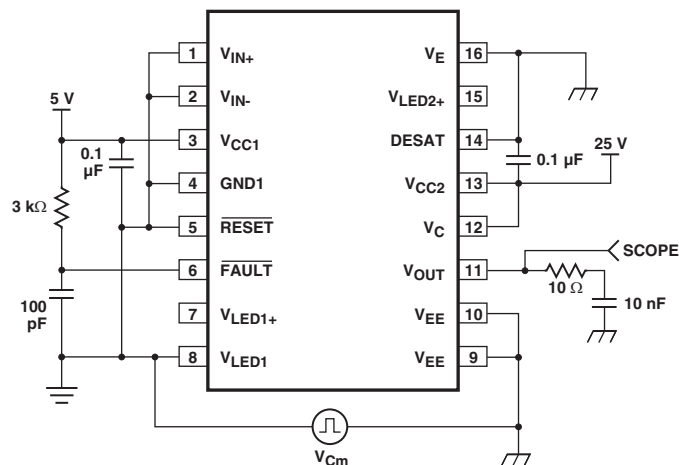 5 V
0.1
µF
3 kΩ
100
pF
1 V_IN+
2 V_IN-
3 V_CC1
4 GND1
5 R̅E̅S̅E̅T̅
6 F̅A̅U̅L̅T̅
7 V_LED1+
8 V_LED1
V_E 16
V_LED2+ 15
DESAT 14
V_CC2 13
V_C 12
V_OUT 11
V_EE 10
V_EE 9
0.1 µF
25 V
SCOPE
10 Ω
10 nF
V_Cm